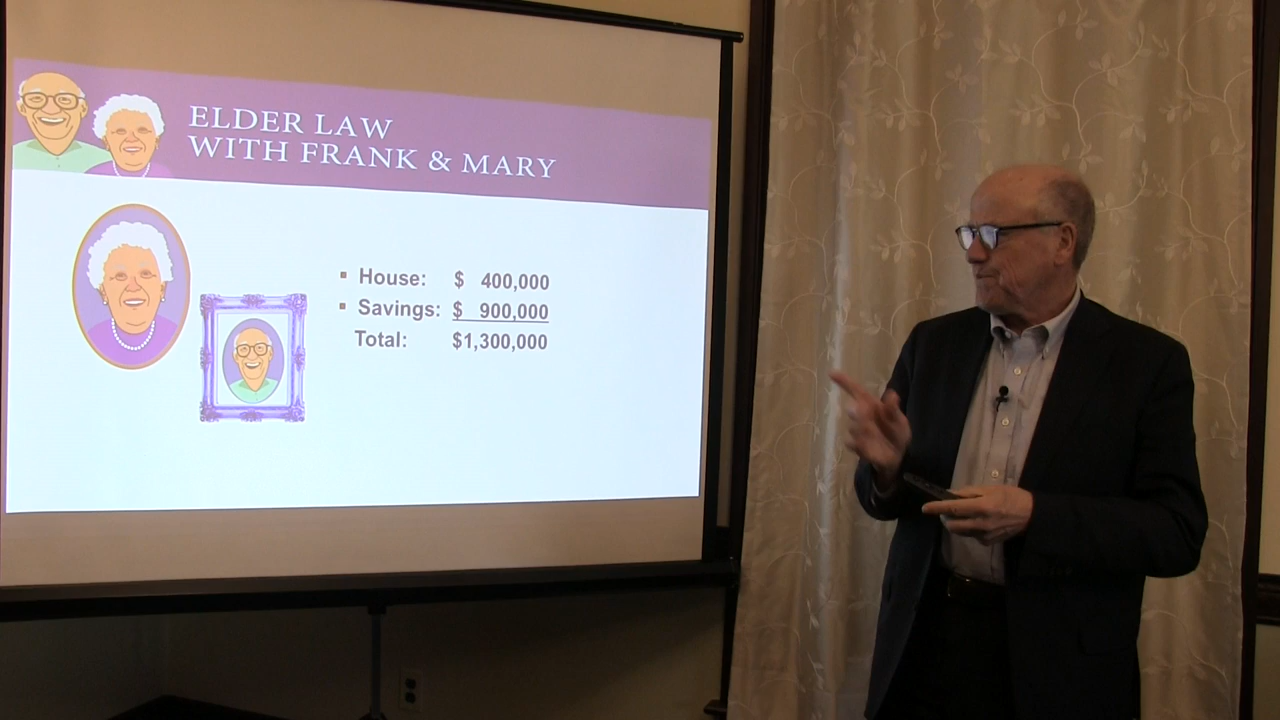 ELDER LAW
WITH FRANK & MARY
▪ House: $ 400,000
▪ Savings: $ 900,000
Total: $1,300,000